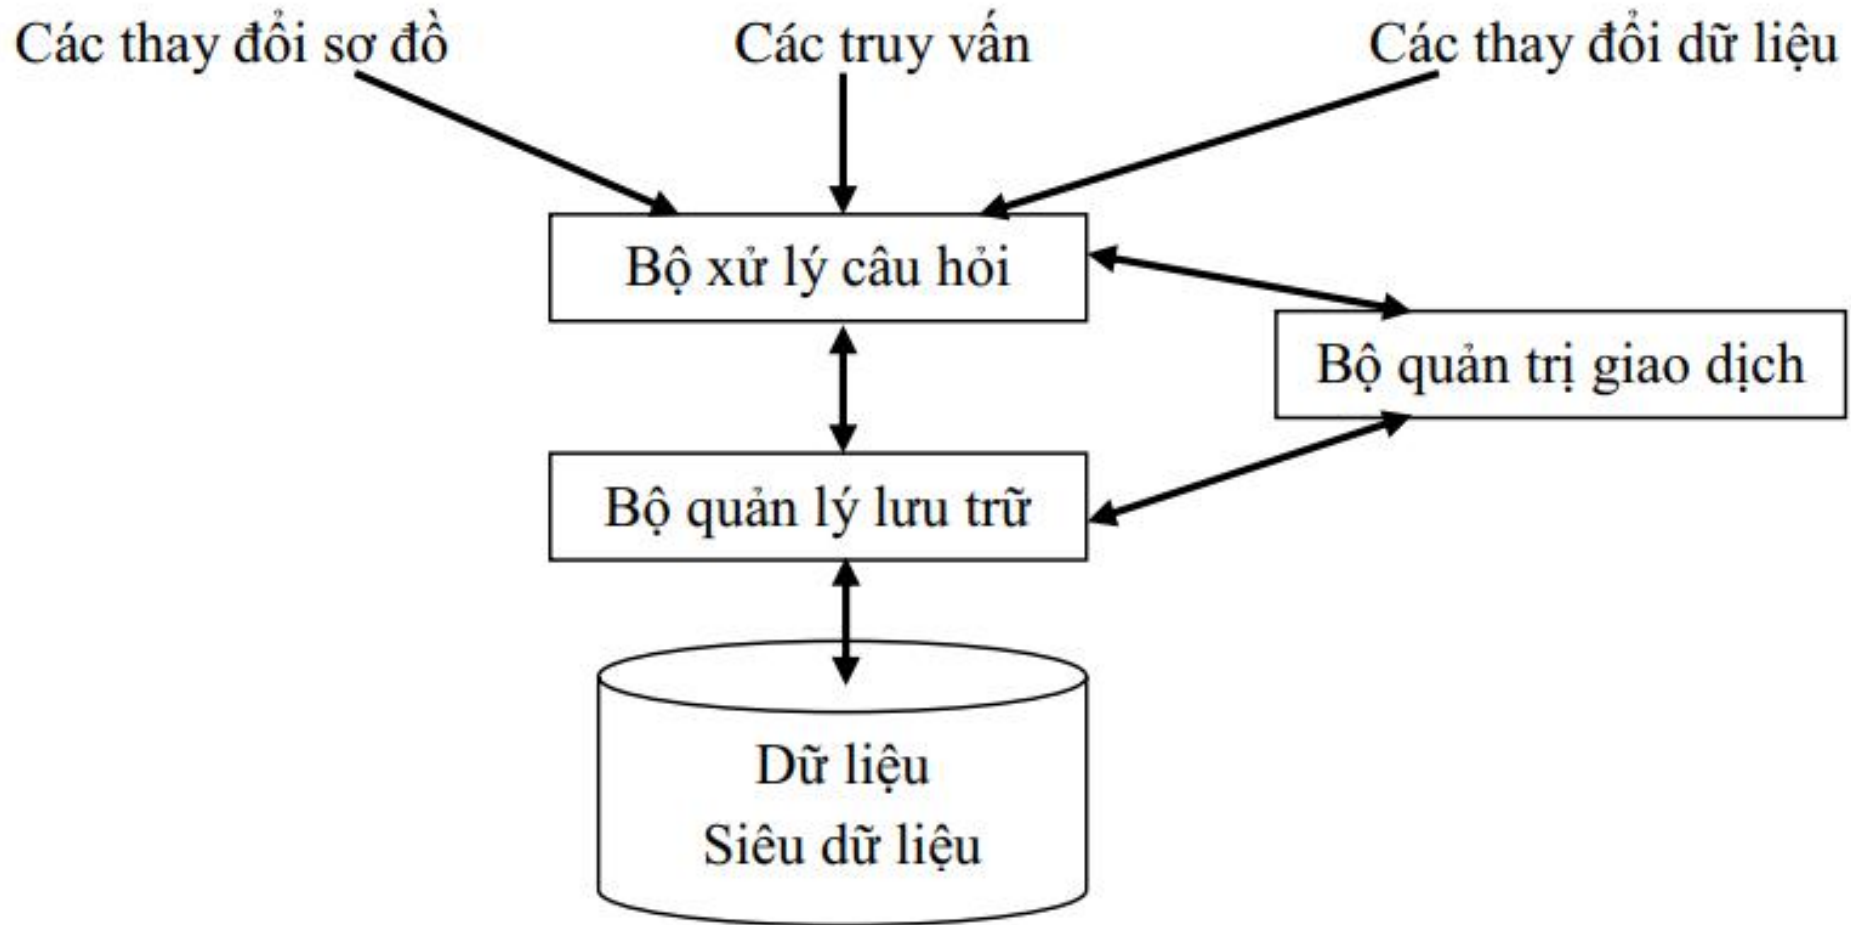 Các thay đổi sơ đồ
Các truy vấn
Các thay đổi dữ liệu
Bộ xử lý câu hỏi
Bộ quản trị giao dịch
Bộ quản lý lưu trữ
Dữ liệu
Siêu dữ liệu